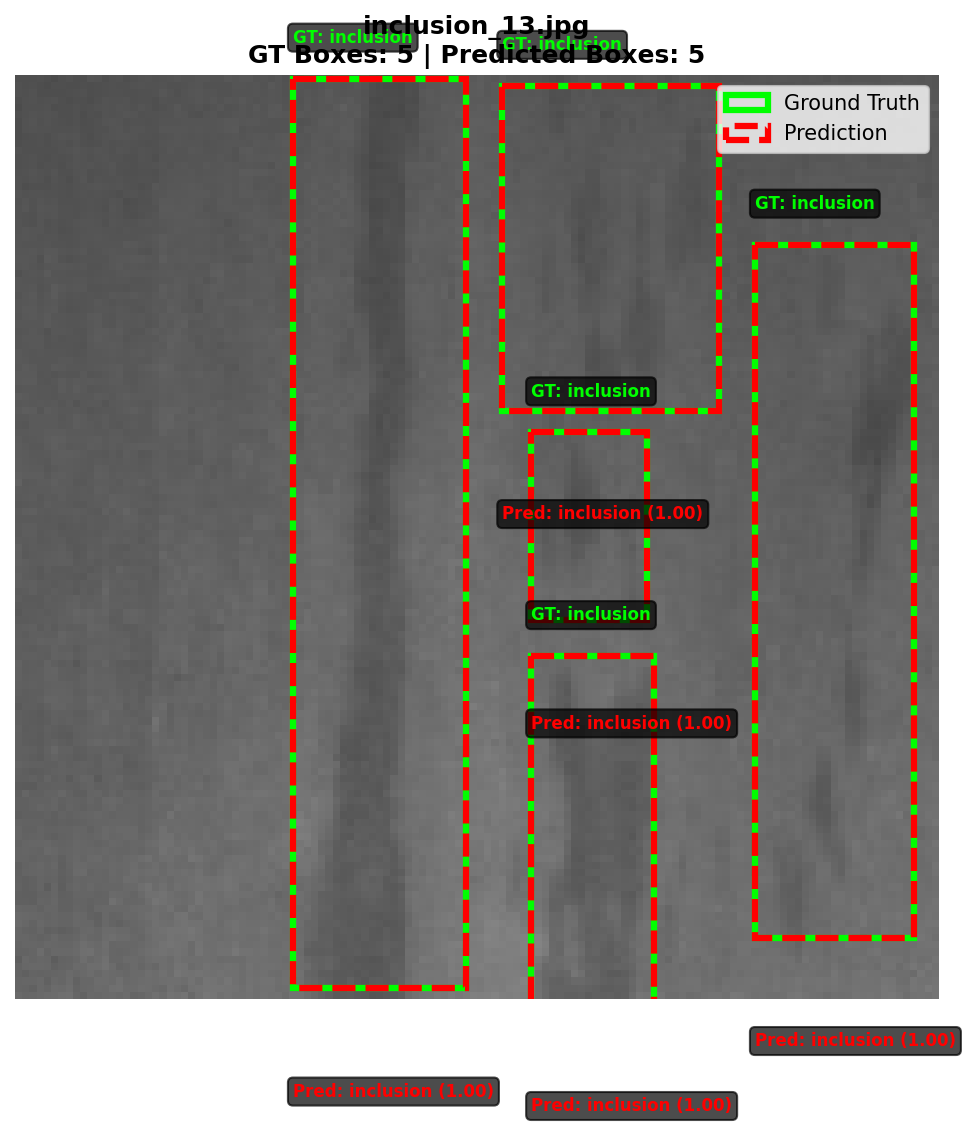 inclusion_13.jpg
GT Boxes: 5 | Predicted Boxes: 5
GT: inclusion
GT: inclusion
Ground Truth
Prediction
GT: inclusion
GT: inclusion
Pred: inclusion (1.00)
GT: inclusion
Pred: inclusion (1.00)
Pred: inclusion (1.00)
Pred: inclusion (1.00)
Pred: inclusion (1.00)